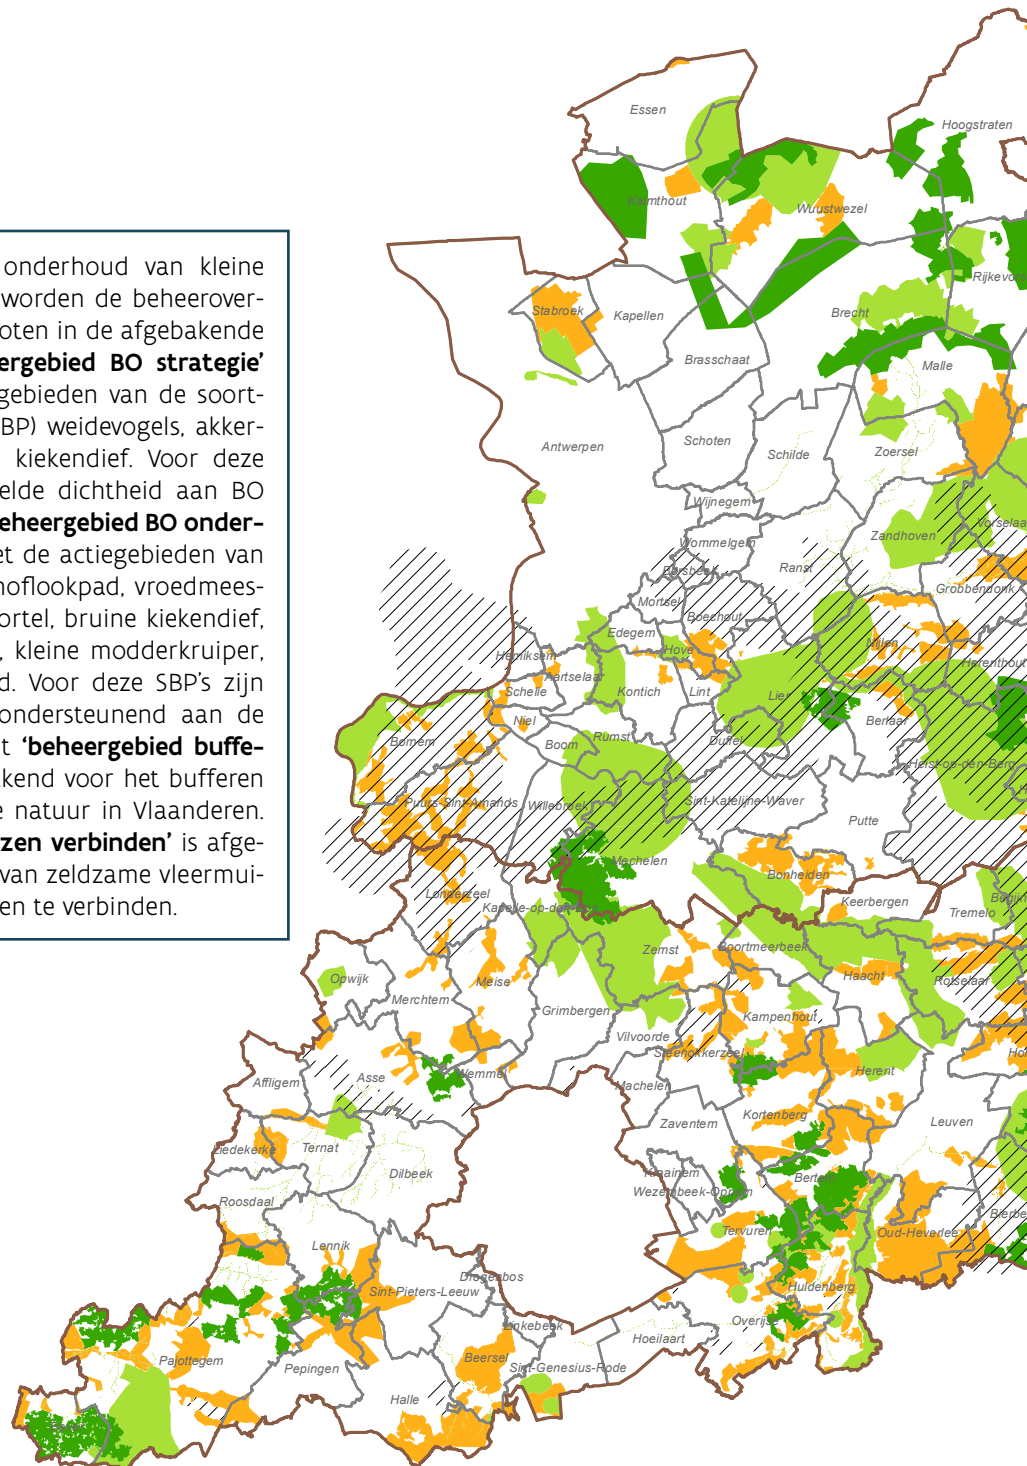 onderhoud van kleine
worden de beheerover-
oten in de afgebakende
ergebied BO strategie’
gebieden van de soort-
BP) weidevogels, akker-
kiekendief. Voor deze
elde dichtheid aan BO
eheergebied BO onder-
et de actiegebieden van
noflookpad, vroedmees-
ortel, bruine kiekendief,
, kleine modderkruiper,
d. Voor deze SBP’s zijn
ondersteunend aan de
t ‘beheergebied buffe-
kend voor het bufferen
e natuur in Vlaanderen.
zen verbinden’ is afge-
van zeldzame vleermui-
en te verbinden.
Essen
Hoogstraten
Kalmthout
Wuustwezel
Rijkevo
Stabroek
Kapellen
Brecht
Brasschaat
Malle
Antwerpen
Schoten
Schilde
Zoersel
Wijnegem
Vorselaa
Zandhoven
Wommelgem
Ranst
Borsbeek
Grobbendonk
Mortsel
Boechout
Edegem
Nijlen
Hove
Hemiksem
Herenthout
Aartselaar
Schelle
Kontich
Lint
Lier
Niel
Berlaar
Bornem
Boom
Rumst
Duffel
Heist-op-den-Berg
Puurs-Sint-Amands
Willebroek
Sint-Katelijne-Waver
Putte
Mechelen
Bonheiden
Londerzeel
Keerbergen
Begijn
Kapelle-op-den-Bos
Tremelo
Zemst
Boortmeerbeek
Haacht
Opwijk
Meise
Rotselaar
Merchtem
Grimbergen
Kampenhout
Vilvoorde
Steenokkerzeel
Hol
Herent
Affligem
Asse
Wemmel
Machelen
Kortenberg
Zaventem
Leuven
Liedekerke
Ternat
Dilbeek
Kraainem
Bertem
Wezembeek-Oppem
Roosdaal
Bierbe
Tervuren
Oud-Heverlee
Lennik
Drogenbos
Sint-Pieters-Leeuw
Huldenberg
Overijse
Linkebeek
Hoeilaart
Pajottegem
Beersel
Pepingen
Sint-Genesius-Rode
Halle